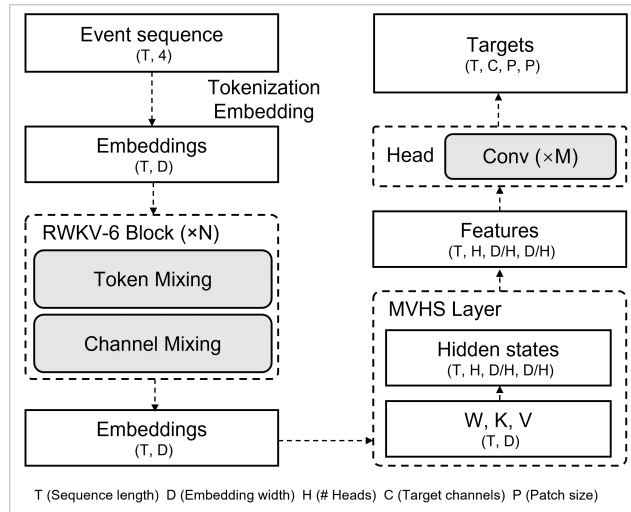 Event sequence
(T, 4)
Tokenization
Embedding
Embeddings
(T, D)
RWKV-6 Block (×N)
Token Mixing
Channel Mixing
Embeddings
(T, D)
Targets
(T, C, P, P)
Head
Conv (×M)
Features
(T, H, D/H, D/H)
MVHS Layer
Hidden states
(T, H, D/H, D/H)
W, K, V
(T, D)
T (Sequence length) D (Embedding width) H (# Heads) C (Target channels) P (Patch size)